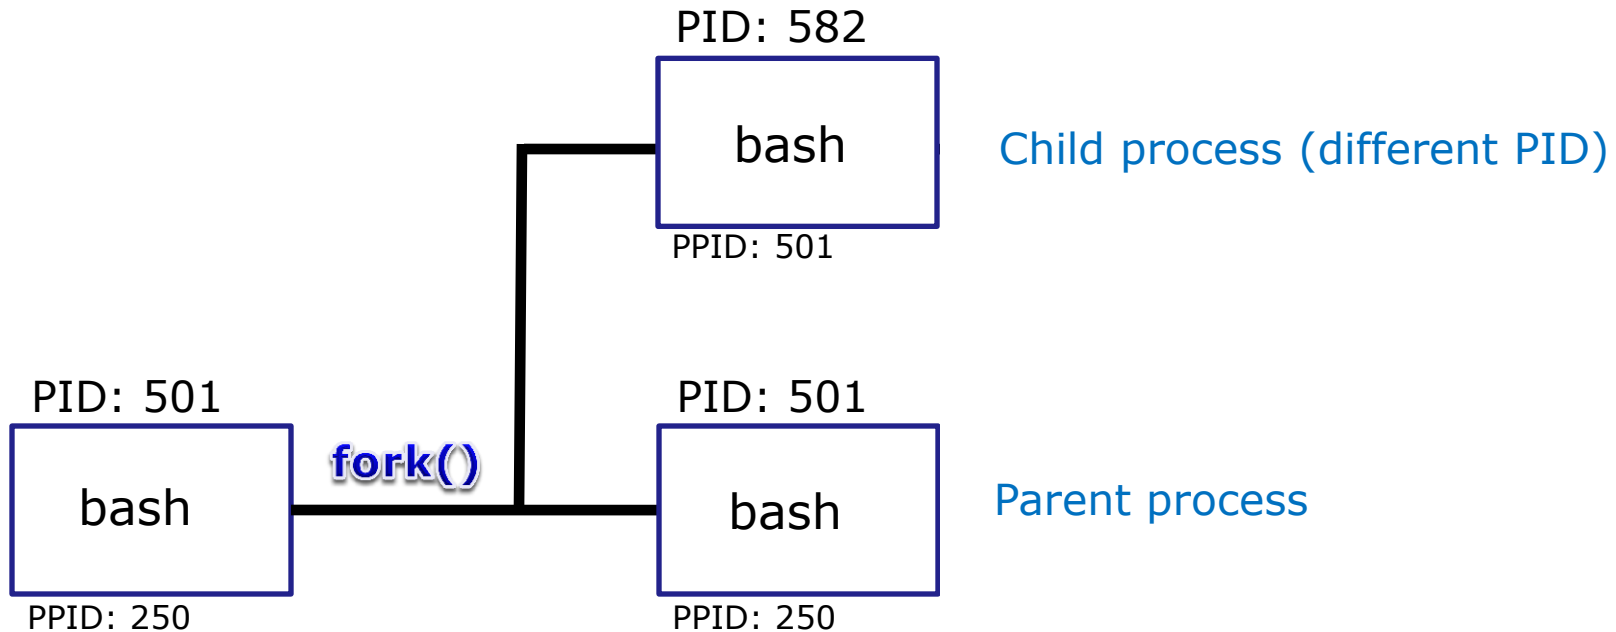 PID: 582
bash
Child process (different PID)
PPID: 501
PID: 501
bash
PPID: 250
fork()
PID: 501
bash
Parent process
PPID: 250